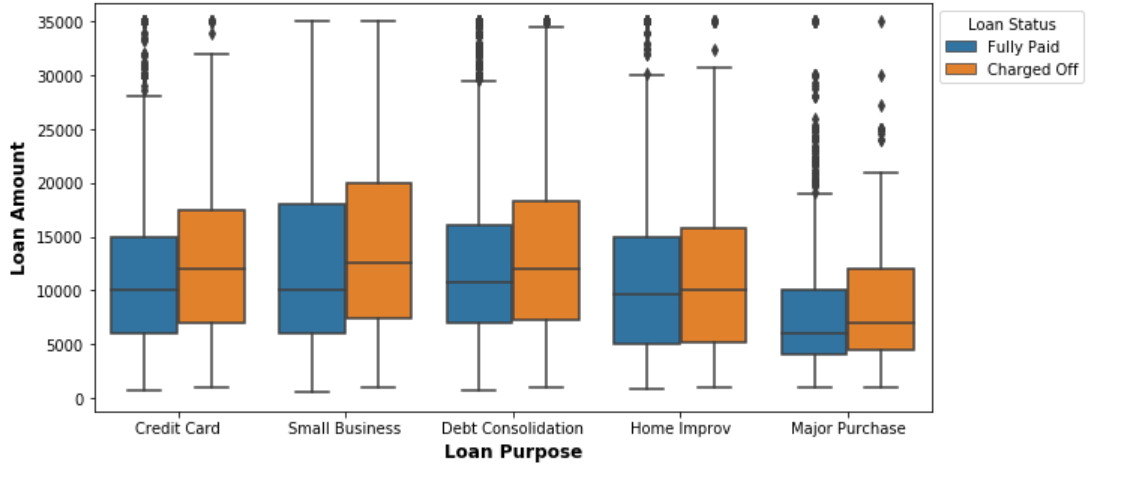 35000
30000
25000
20000
15000
10000
5000
0
Loan Amount
Credit Card
Small Business
Debt Consolidation
Home Improv
Major Purchase
Loan Purpose
Loan Status
Fully Paid
Charged Off